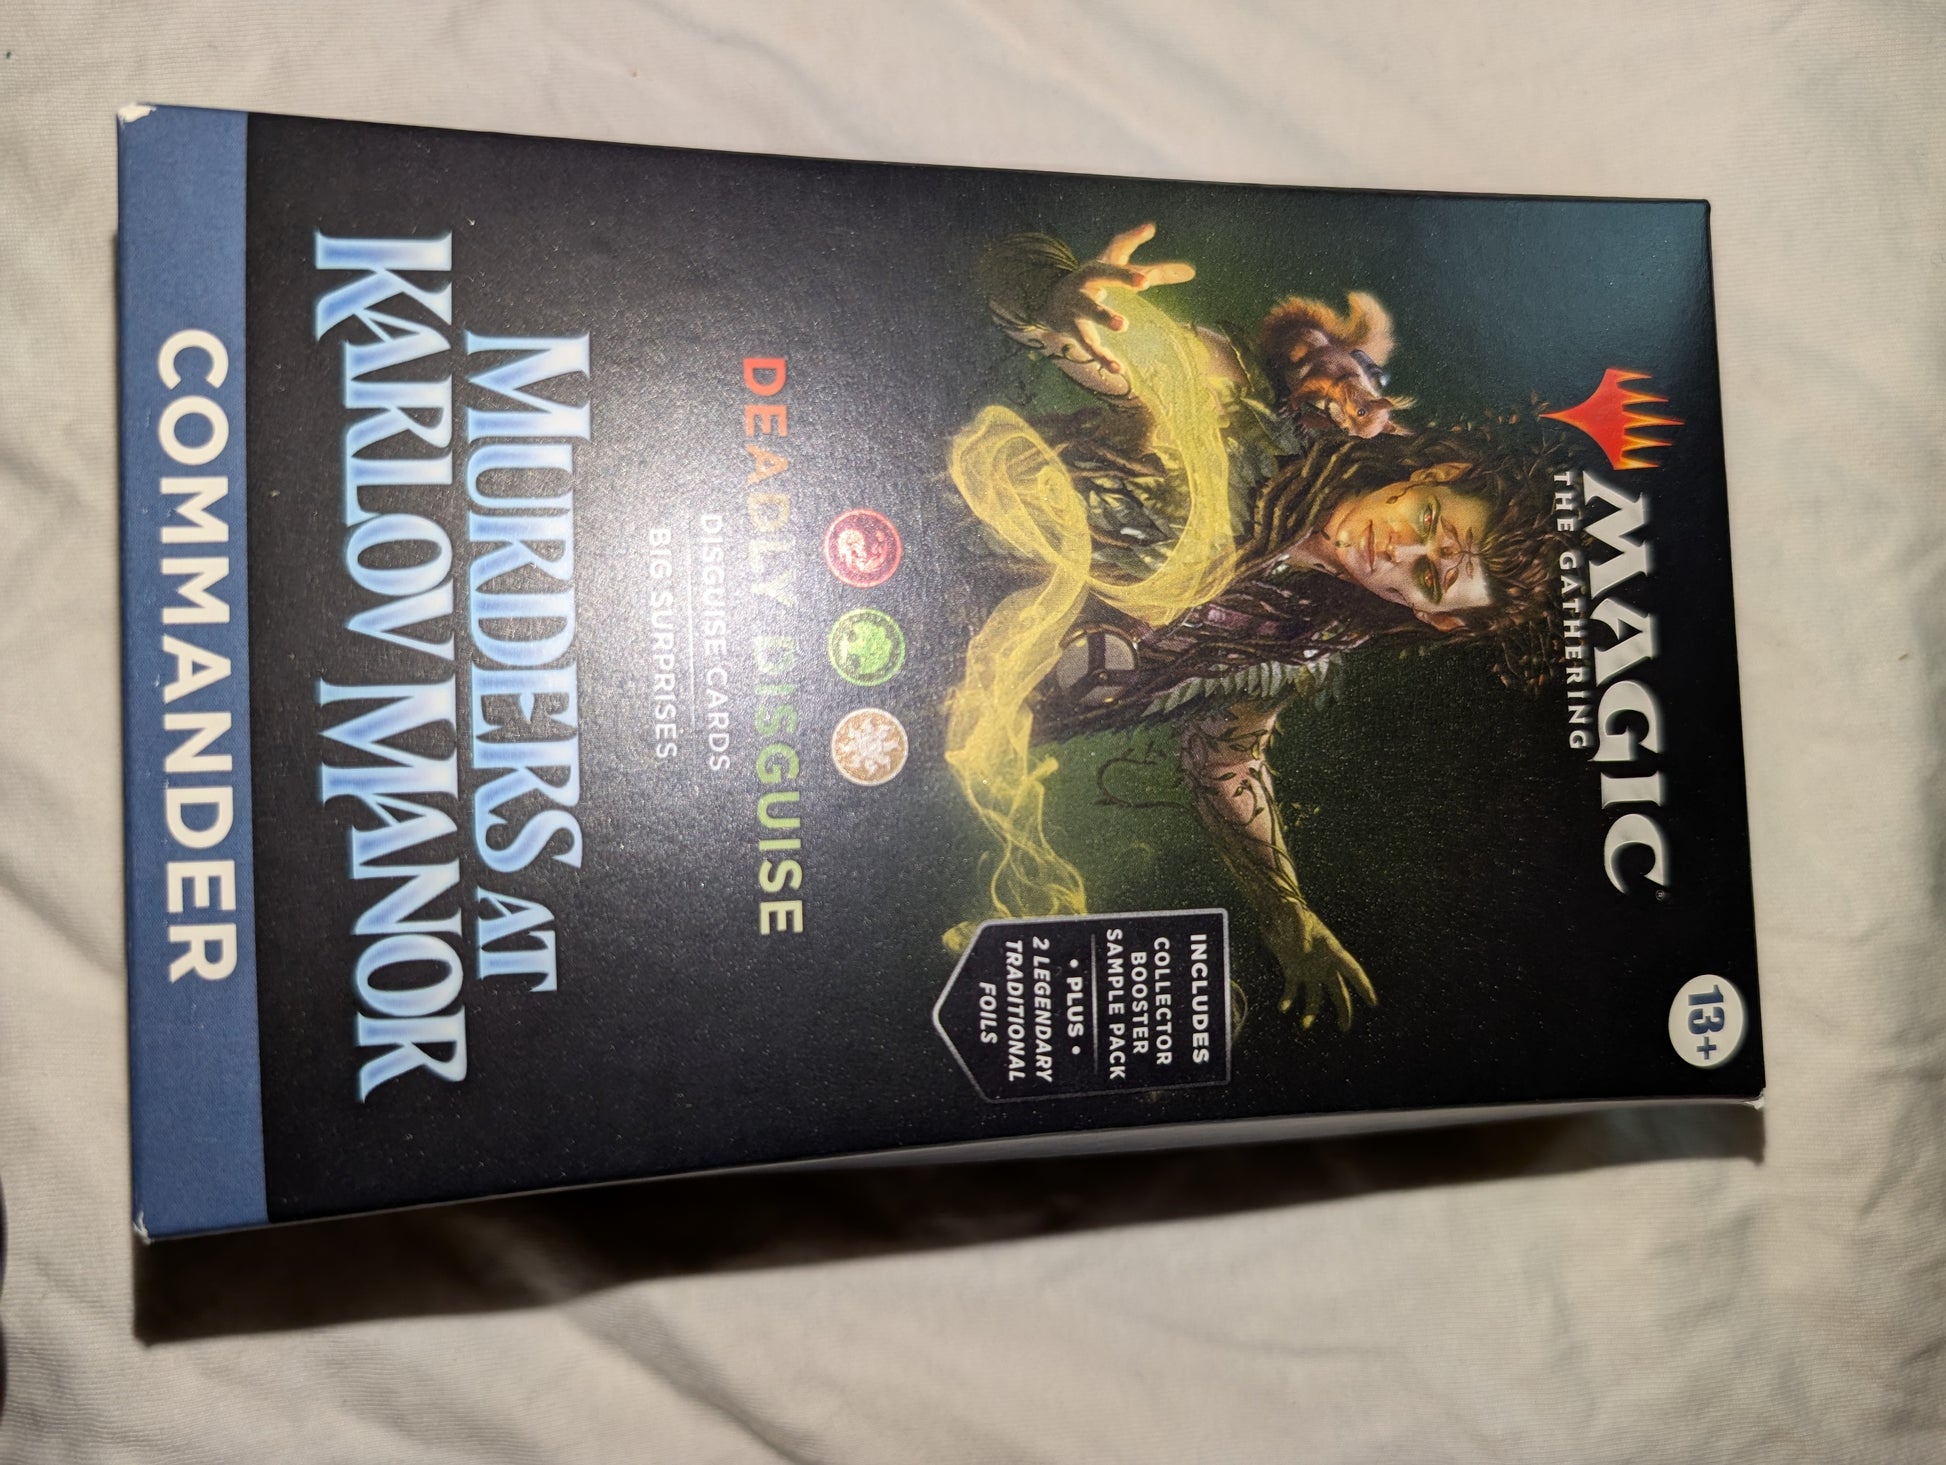 MAGIC®
THE GATHERING
13+
INCLUDES
COLLECTOR
BOOSTER
SAMPLE PACK
• PLUS •
2 LEGENDARY
TRADITIONAL
FOILS
DEADLY DISGUISE
DISGUISE CARDS
BIG SURPRISES
MURDERS AT
KARLOV MANOR
COMMANDER